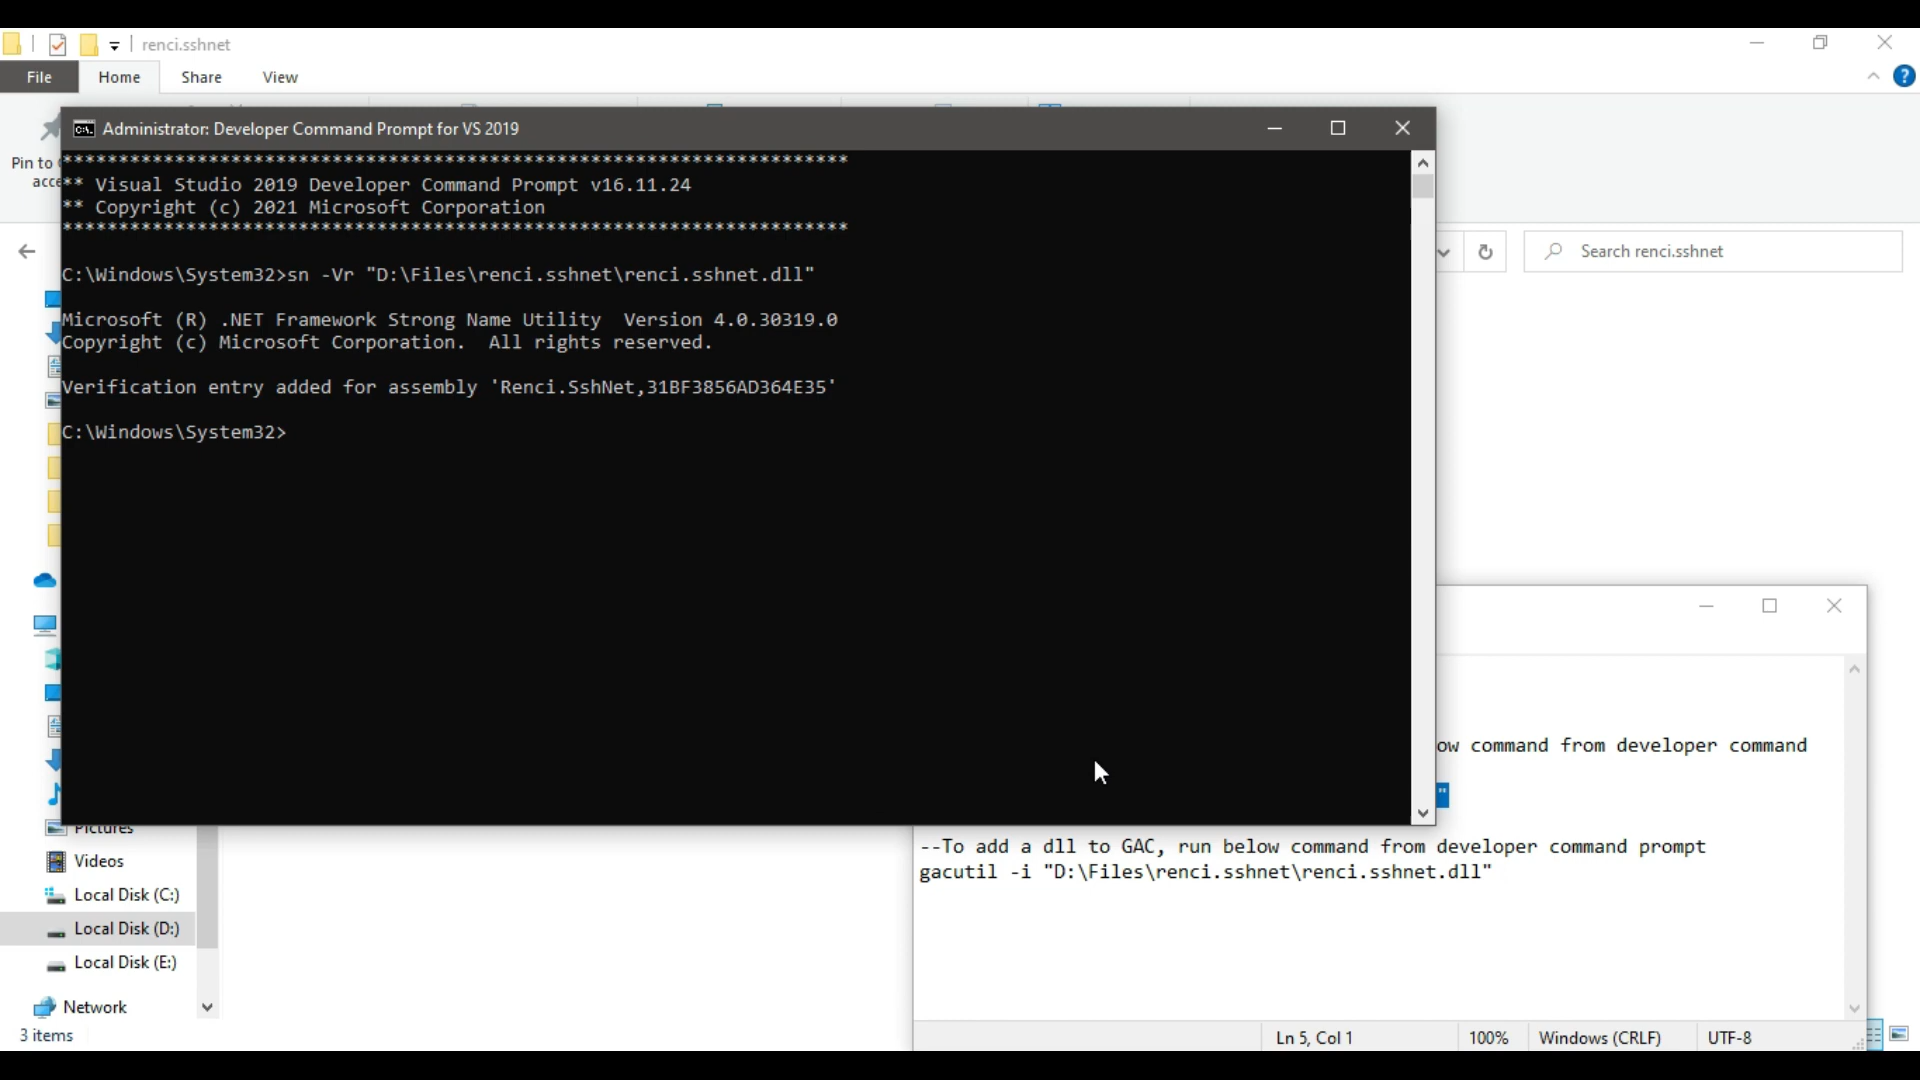 renci.sshnet
File Home Share View
Administrator: Developer Command Prompt for VS 2019
Pin to
acce
**********************************************************************
** Visual Studio 2019 Developer Command Prompt v16.11.24
** Copyright (c) 2021 Microsoft Corporation
**********************************************************************
Search renci.sshnet
C:\Windows\System32>sn -Vr "D:\Files\renci.sshnet\renci.sshnet.dll"
Microsoft (R) .NET Framework Strong Name Utility  Version 4.0.30319.0
Copyright (c) Microsoft Corporation.  All rights reserved.
Verification entry added for assembly 'Renci.SshNet,31BF3856AD364E35'
C:\Windows\System32>
ow command from developer command
"
Pictures
--To add a dll to GAC, run below command from developer command prompt
gacutil -i "D:\Files\renci.sshnet\renci.sshnet.dll"
Videos
Local Disk (C:)
Local Disk (D:)
Local Disk (E:)
Network
3 items
Ln 5, Col 1 100% Windows (CRLF) UTF-8